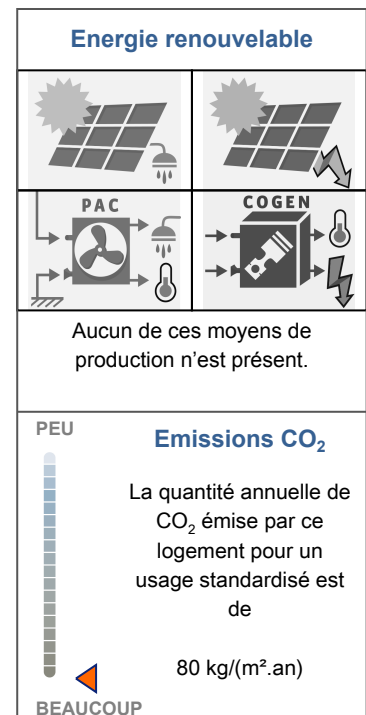 Energie renouvelable
PAC
COGEN
Aucun de ces moyens de
production n'est présent.
PEU
Emissions CO₂
La quantité annuelle de
CO₂ émise par ce
logement pour un
usage standardisé est
de
80 kg/(m².an)
BEAUCOUP